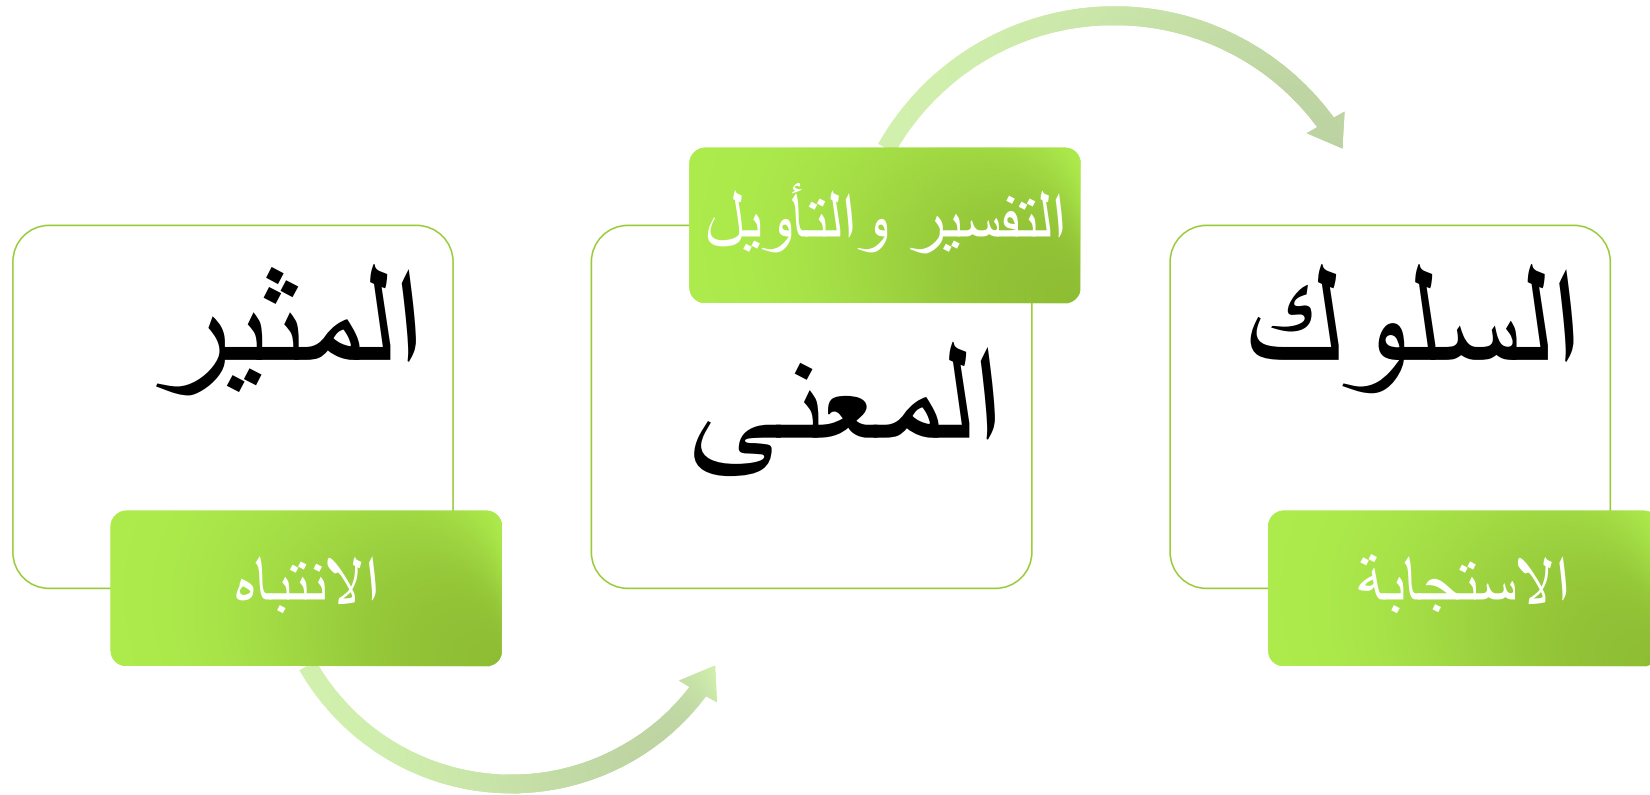 المثير
الانتباه
التفسير والتأويل
المعنى
السلوك
الاستجابة